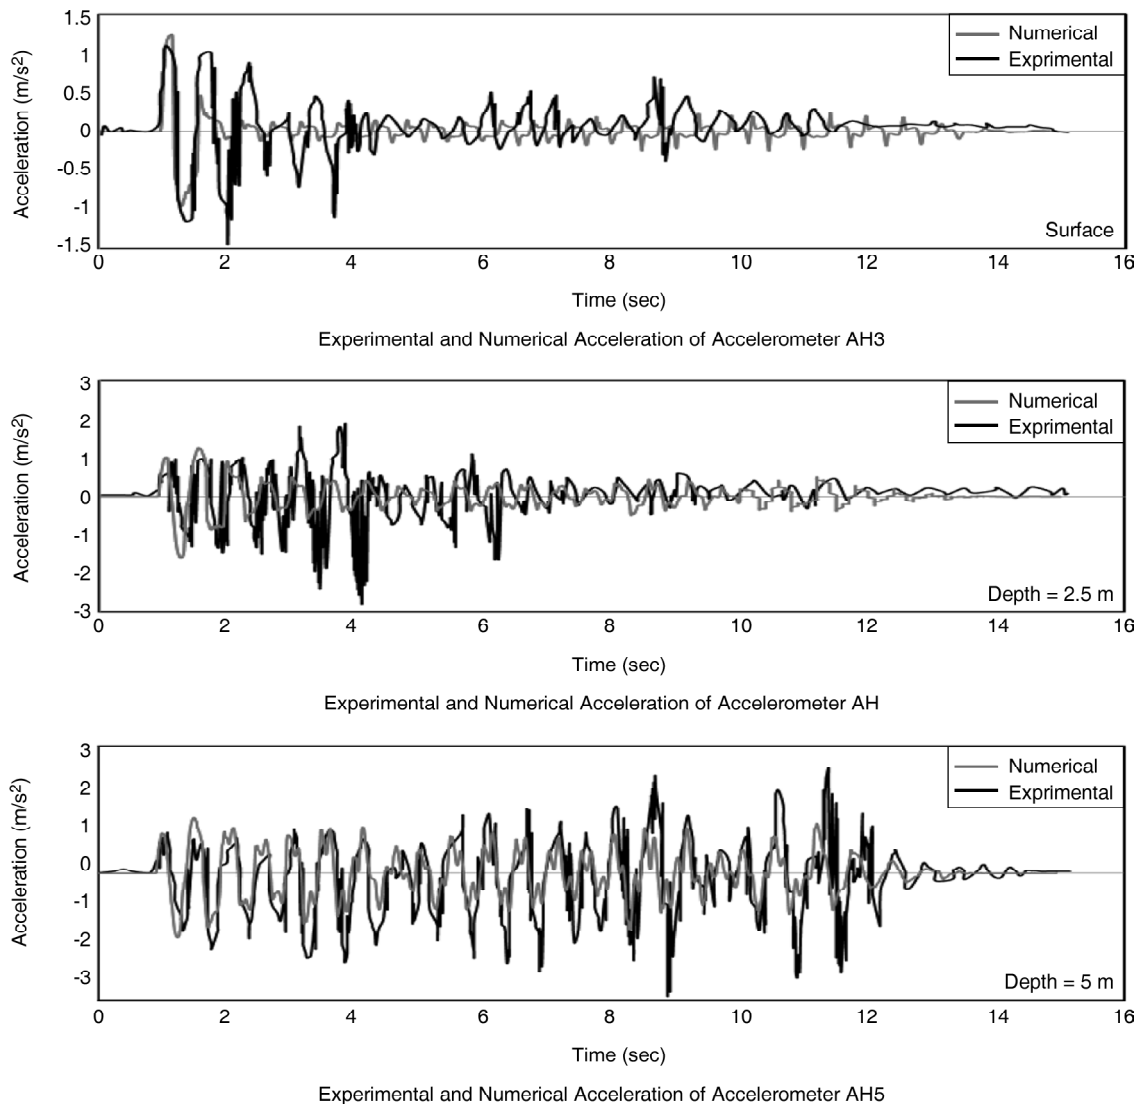 1.5
1
0.5
0
-0.5
-1
-1.5
Acceleration (m/s²)
Numerical
Exprimental
Surface
0 2 4 6 8 10 12 14 16
Time (sec)
Experimental and Numerical Acceleration of Accelerometer AH3
3
2
1
0
-1
-2
-3
Acceleration (m/s²)
Numerical
Exprimental
Depth = 2.5 m
0 2 4 6 8 10 12 14 16
Time (sec)
Experimental and Numerical Acceleration of Accelerometer AH
3
2
1
0
-1
-2
-3
Acceleration (m/s²)
Numerical
Exprimental
Depth = 5 m
0 2 4 6 8 10 12 14 16
Time (sec)
Experimental and Numerical Acceleration of Accelerometer AH5